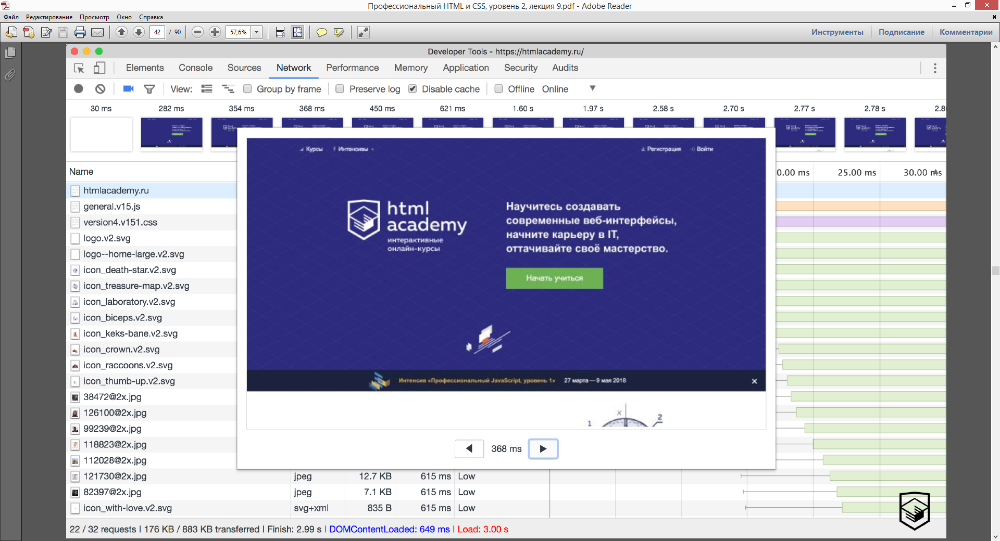 Профессиональный HTML и CSS, уровень 2, лекция 9.pdf - Adobe Reader
Файл Редактирование Просмотр Окно Справка
42 / 90 57,6% Инструменты Подписание Комментарии
Developer Tools - https://htmlacademy.ru/
Elements Console Sources Network Performance Memory Application Security Audits
View: Group by frame Preserve log Disable cache Offline Online
30 ms 282 ms 354 ms 368 ms 450 ms 621 ms 1.60 s 1.97 s 2.58 s 2.70 s 2.77 s 2.78 s 2.8
Name
0.00 ms 25.00 ms 30.00 ms
htmlacademy.ru
general.v15.js
version4.v151.css
logo.v2.svg
logo--home-large.v2.svg
icon_death-star.v2.svg
icon_treasure-map.v2.svg
icon_laboratory.v2.svg
icon_biceps.v2.svg
icon_keks-bane.v2.svg
icon_crown.v2.svg
icon_raccoons.v2.svg
icon_thumb-up.v2.svg
38472@2x.jpg
126100@2x.jpg
99239@2x.jpg
118823@2x.jpg
112028@2x.jpg
121730@2x.jpg jpeg 12.7 KB 615 ms Low
82397@2x.jpg jpeg 7.1 KB 615 ms Low
icon_with-love.v2.svg svg+xml 835 B 615 ms Low
Курсы Интенсивы Регистрация Войти
html
academy
интерактивные
онлайн-курсы
Научитесь создавать
современные веб-интерфейсы,
начните карьеру в IT,
оттачивайте своё мастерство.
Начать учиться
Интенсив «Профессиональный JavaScript, уровень 1» 27 марта — 9 мая 2018
x
1 2
368 ms
22 / 32 requests | 176 KB / 883 KB transferred | Finish: 2.99 s | DOMContentLoaded: 649 ms | Load: 3.00 s